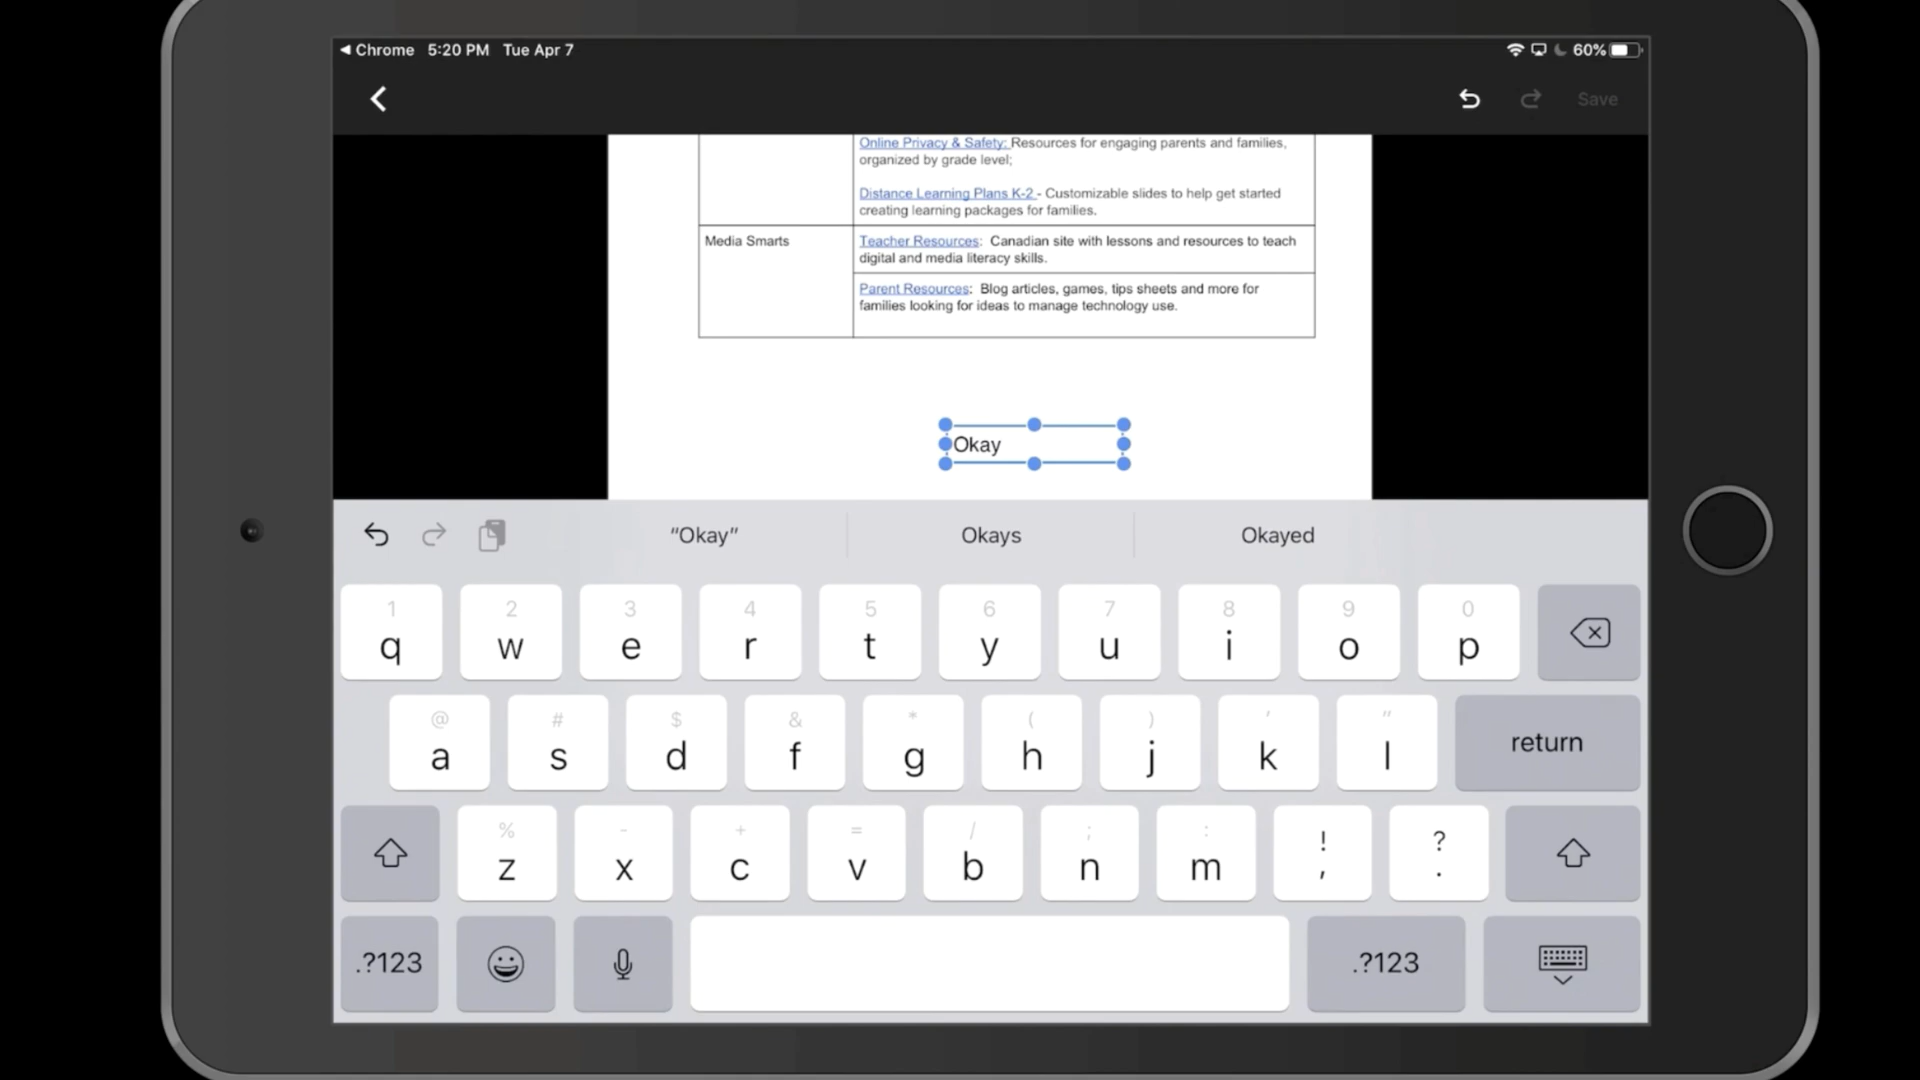 Chrome 5:20 PM Tue Apr 7 60%
Save
Online Privacy & Safety: Resources for engaging parents and families,
organized by grade level;
Distance Learning Plans K-2 - Customizable slides to help get started
creating learning packages for families.
Media Smarts
Teacher Resources: Canadian site with lessons and resources to teach
digital and media literacy skills.
Parent Resources: Blog articles, games, tips sheets and more for
families looking for ideas to manage technology use.
Okay
"Okay" Okays Okayed
1 2 3 4 5 6 7 8 9 0
q w e r t y u i o p
@ # $ & * ( ) ' "
a s d f g h j k l return
% - + = / ; : ! ?
z x c v b n m , .
.?123 .?123